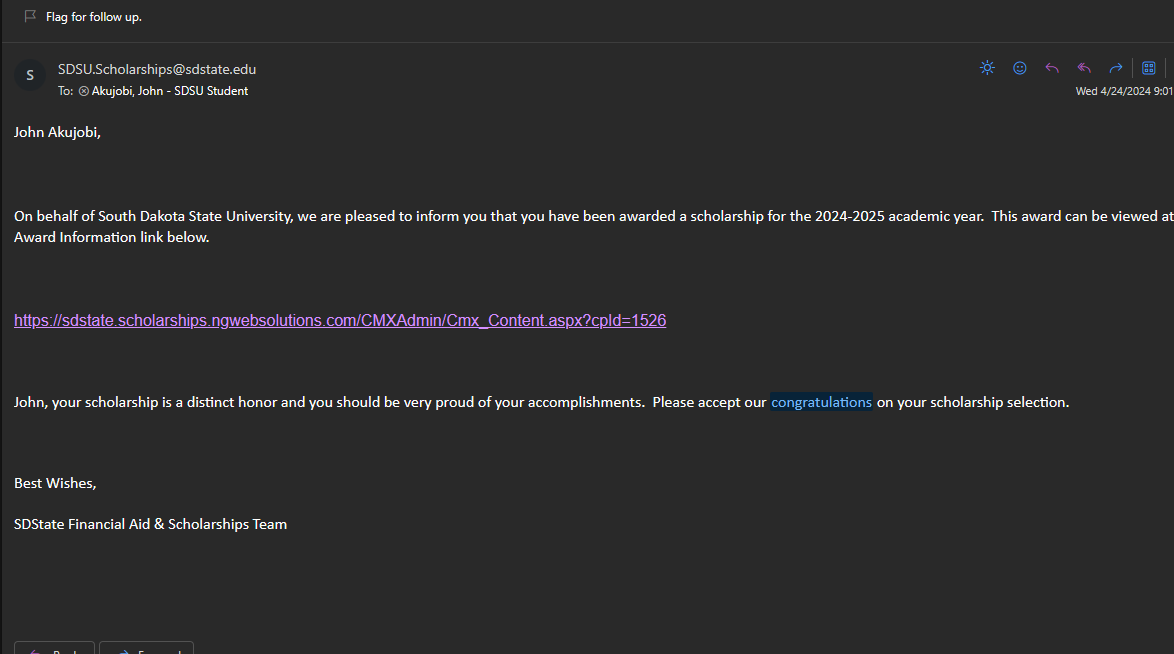 Flag for follow up.
S
SDSU.Scholarships@sdstate.edu
To: Akujobi, John - SDSU Student
Wed 4/24/2024 9:01
John Akujobi,
On behalf of South Dakota State University, we are pleased to inform you that you have been awarded a scholarship for the 2024-2025 academic year. This award can be viewed at
Award Information link below.
https://sdstate.scholarships.ngwebsolutions.com/CMXAdmin/Cmx_Content.aspx?cpId=1526
John, your scholarship is a distinct honor and you should be very proud of your accomplishments. Please accept our congratulations on your scholarship selection.
Best Wishes,
SDState Financial Aid & Scholarships Team